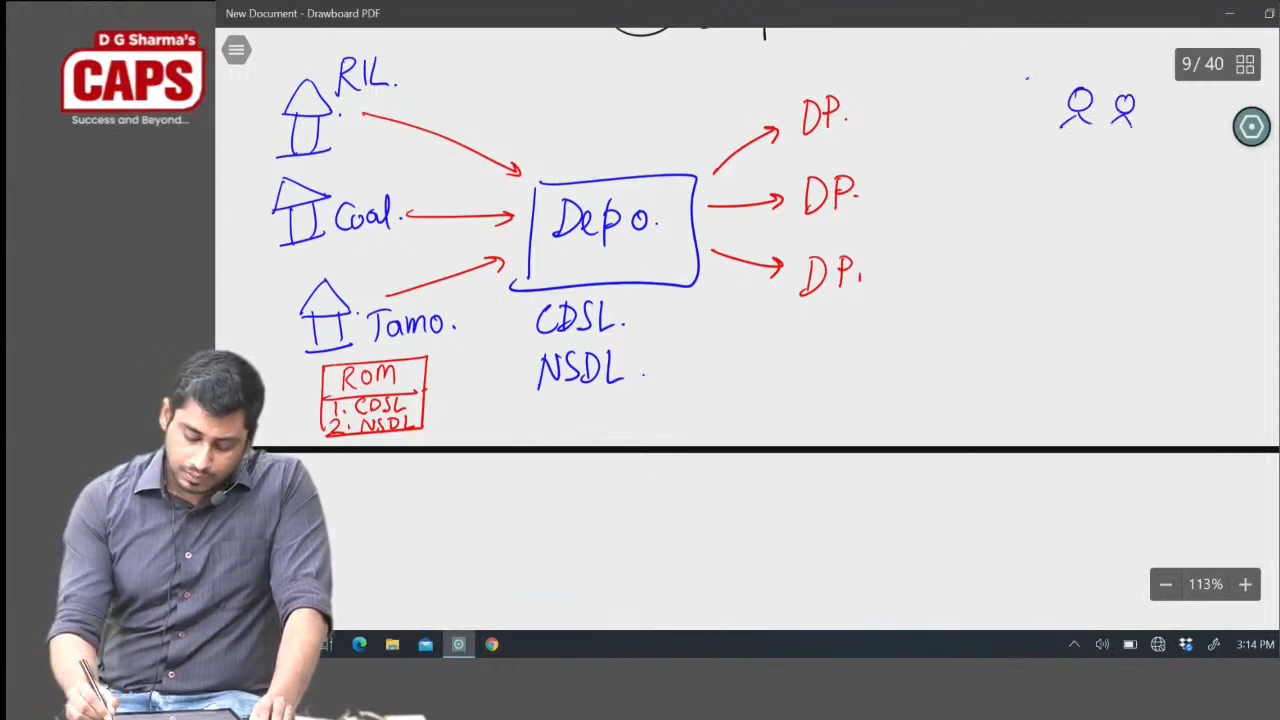 New Document - Drawboard PDF
D G Sharma's
CAPS
Success and Beyond...
9/40
RIL.
Coal.
Tamo.
Depo.
CDSL.
NSDL.
DP.
DP.
DP.
ROM
1. CDSL
2. NSDL
113%
3:14 PM